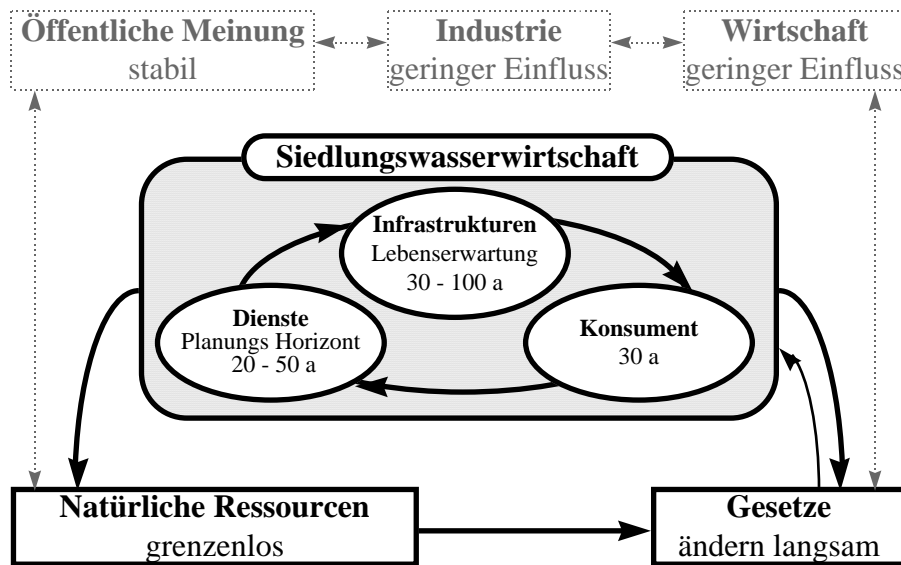 Öffentliche Meinung
stabil
Industrie
geringer Einfluss
Wirtschaft
geringer Einfluss
Siedlungswasserwirtschaft
Infrastrukturen
Lebenserwartung
30 - 100 a
Dienste
Planungs Horizont
20 - 50 a
Konsument
30 a
Natürliche Ressourcen
grenzenlos
Gesetze
ändern langsam